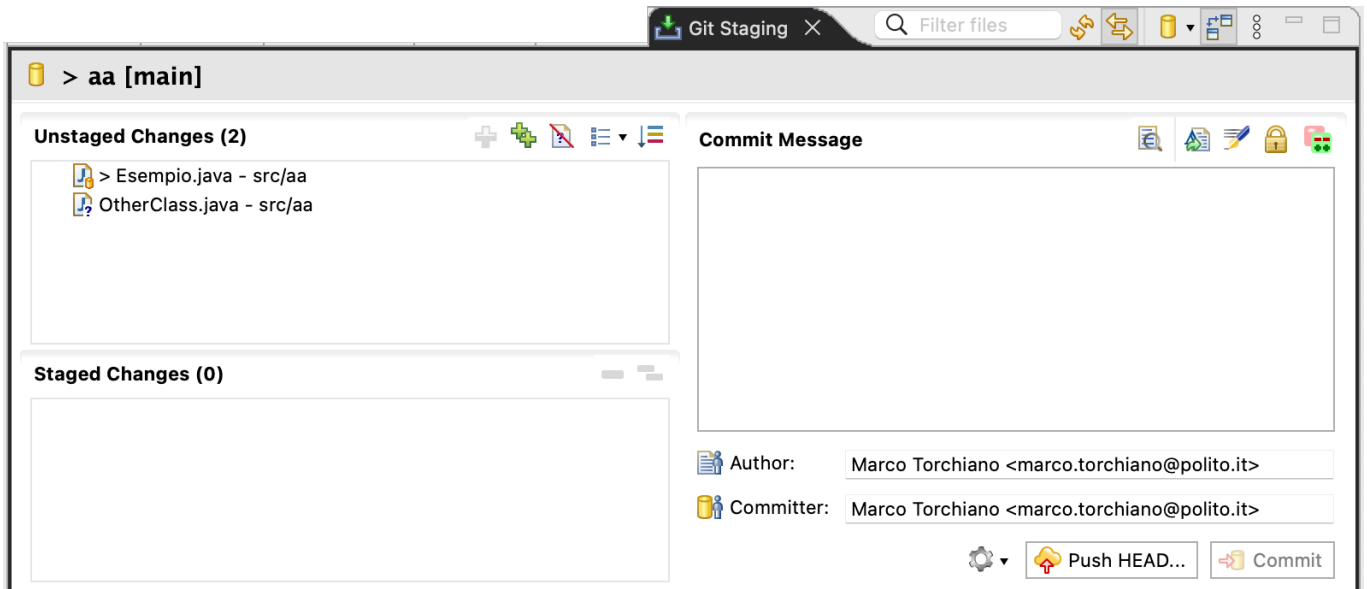 Git Staging
Filter files
> aa [main]
Unstaged Changes (2)
> Esempio.java - src/aa
OtherClass.java - src/aa
Staged Changes (0)
Commit Message
Author:
Marco Torchiano <marco.torchiano@polito.it>
Committer:
Marco Torchiano <marco.torchiano@polito.it>
Push HEAD...
Commit